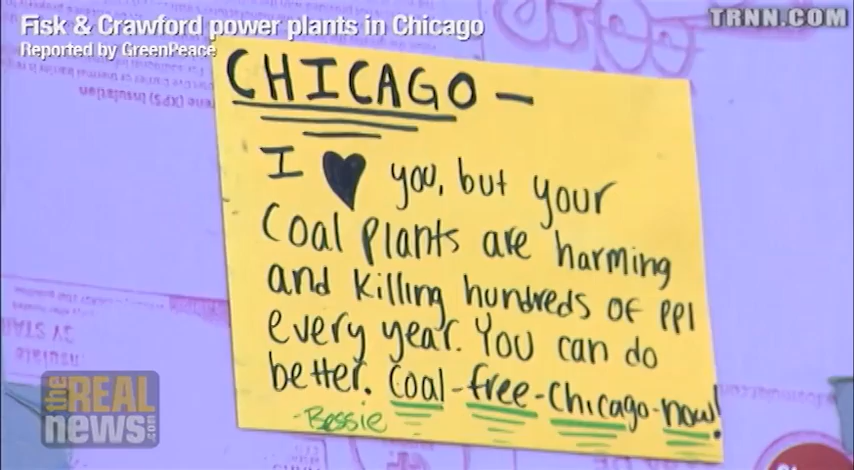 Fisk & Crawford power plants in Chicago
Reported by GreenPeace
TRNN.COM
CHICAGO –
I ♥ you, but your
Coal Plants are harming
and killing hundreds of PPl
every year. You can do
better. Coal-free-Chicago-now!
-Bessie
the REAL
news.com